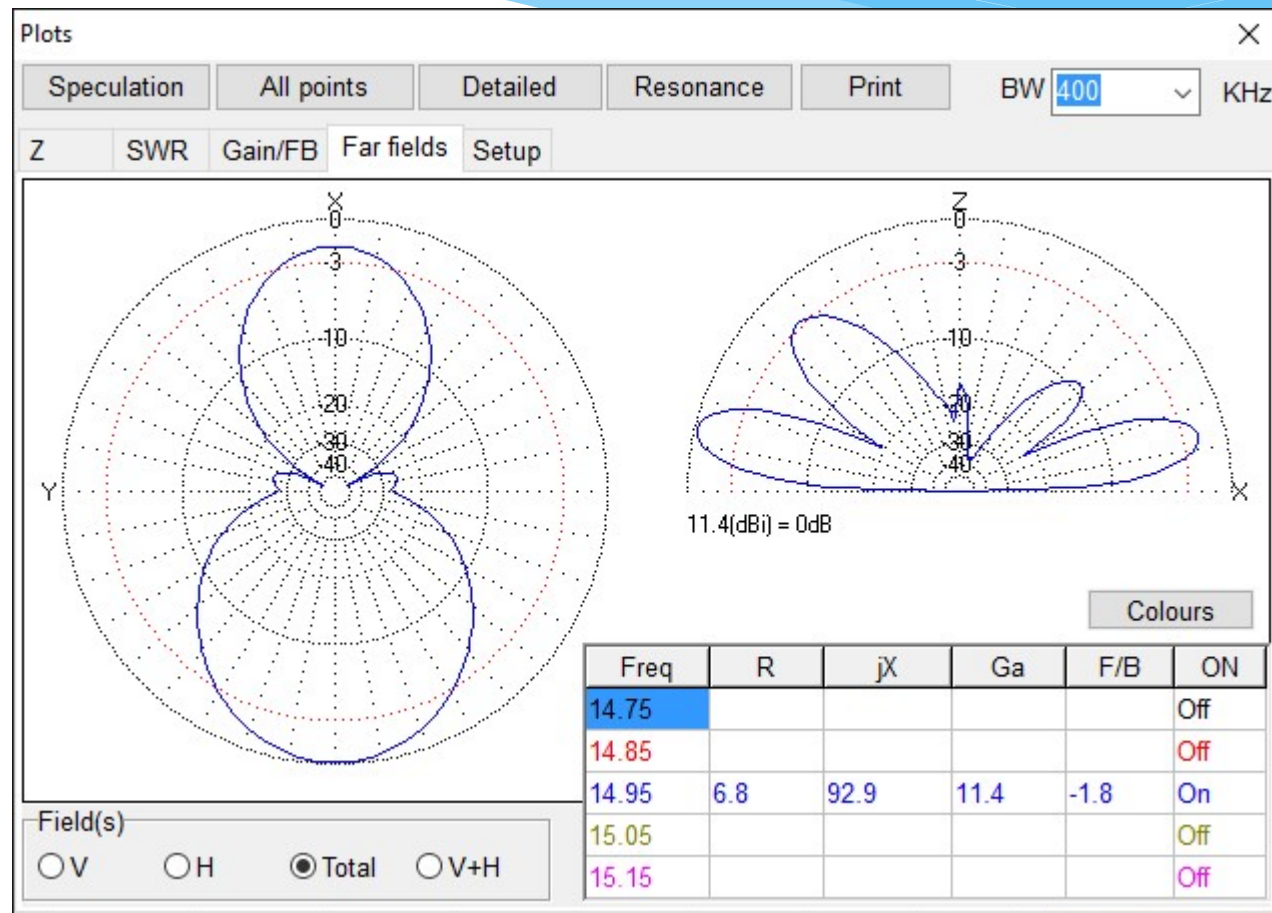 Plots
Speculation All points Detailed Resonance Print BW 400 KHz
Z SWR Gain/FB Far fields Setup
X
0
-3
-10
-20
-30
-40
Y
Z
0
-3
-10
-20
-30
-40
X
11.4(dBi) = 0dB
Colours
Freq R jX Ga F/B ON
14.75 Off
14.85 Off
14.95 6.8 92.9 11.4 -1.8 On
15.05 Off
15.15 Off
Field(s)
V H Total V+H